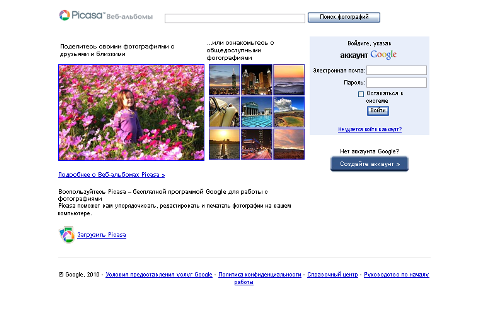 Picasa™ Веб-альбомы
Поиск фотографий
Поделитесь своими фотографиями с
друзьями и близкими
...или ознакомьтесь с
общедоступными
фотографиями
Войдите, указав
аккаунт Google
Электронная почта:
Пароль:
Оставаться в
системе
Войти
Не удается войти в аккаунт?
Нет аккаунта Google?
Создайте аккаунт »
Подробнее о Веб-альбомах Picasa »
Воспользуйтесь Picasa – бесплатной программой Google для работы с
фотографиями
Picasa поможет вам упорядочить, редактировать и печатать фотографии на вашем
компьютере.
Загрузить Picasa
© Google, 2010 - Условия предоставления услуг Google - Политика конфиденциальности - Справочный центр - Руководство по началу
работы